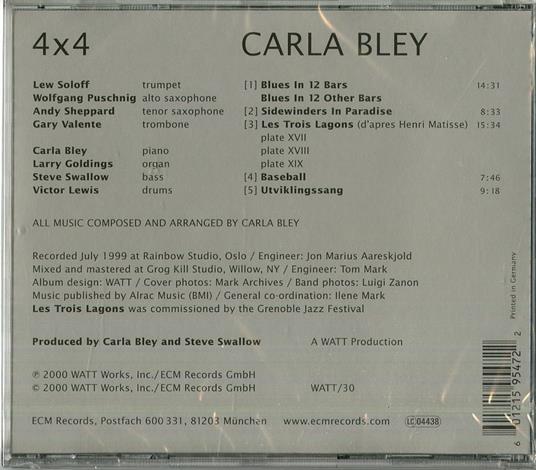 4x4 CARLA BLEY
Lew Soloff trumpet
Wolfgang Puschnig alto saxophone
Andy Sheppard tenor saxophone
Gary Valente trombone
Carla Bley piano
Larry Goldings organ
Steve Swallow bass
Victor Lewis drums
[1] Blues In 12 Bars 14:31
Blues In 12 Other Bars
[2] Sidewinders In Paradise 8:33
[3] Les Trois Lagons (d'apres Henri Matisse) 15:34
plate XVII
plate XVIII
plate XIX
[4] Baseball 7:46
[5] Utviklingssang 9:18
ALL MUSIC COMPOSED AND ARRANGED BY CARLA BLEY
Recorded July 1999 at Rainbow Studio, Oslo / Engineer: Jon Marius Aareskjold
Mixed and mastered at Grog Kill Studio, Willow, NY / Engineer: Tom Mark
Album design: WATT / Cover photos: Mark Archives / Band photos: Luigi Zanon
Music published by Alrac Music (BMI) / General co-ordination: Ilene Mark
Les Trois Lagons was commissioned by the Grenoble Jazz Festival
Produced by Carla Bley and Steve Swallow A WATT Production
℗ 2000 WATT Works, Inc./ECM Records GmbH
© 2000 WATT Works, Inc./ECM Records GmbH WATT/30
ECM Records, Postfach 600 331, 81203 München www.ecmrecords.com LC 04438
Printed in Germany
6 01215 95472 2